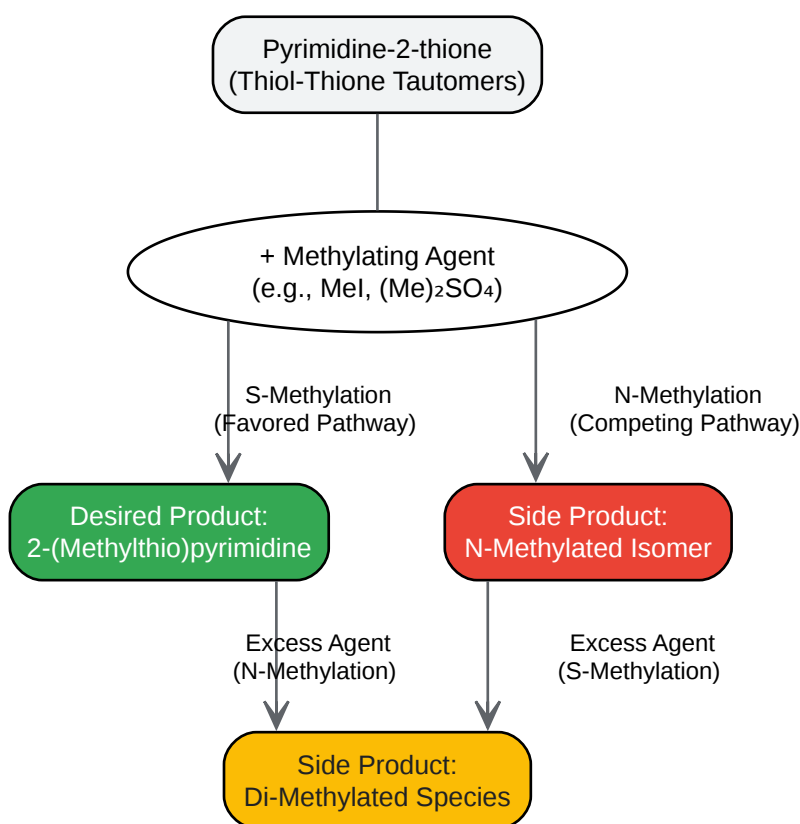 Pyrimidine-2-thione
(Thiol-Thione Tautomers)
+ Methylating Agent
(e.g., MeI, (Me)₂SO₄)
S-Methylation
(Favored Pathway)
N-Methylation
(Competing Pathway)
Desired Product:
2-(Methylthio)pyrimidine
Side Product:
N-Methylated Isomer
Excess Agent
(N-Methylation)
Excess Agent
(S-Methylation)
Side Product:
Di-Methylated Species